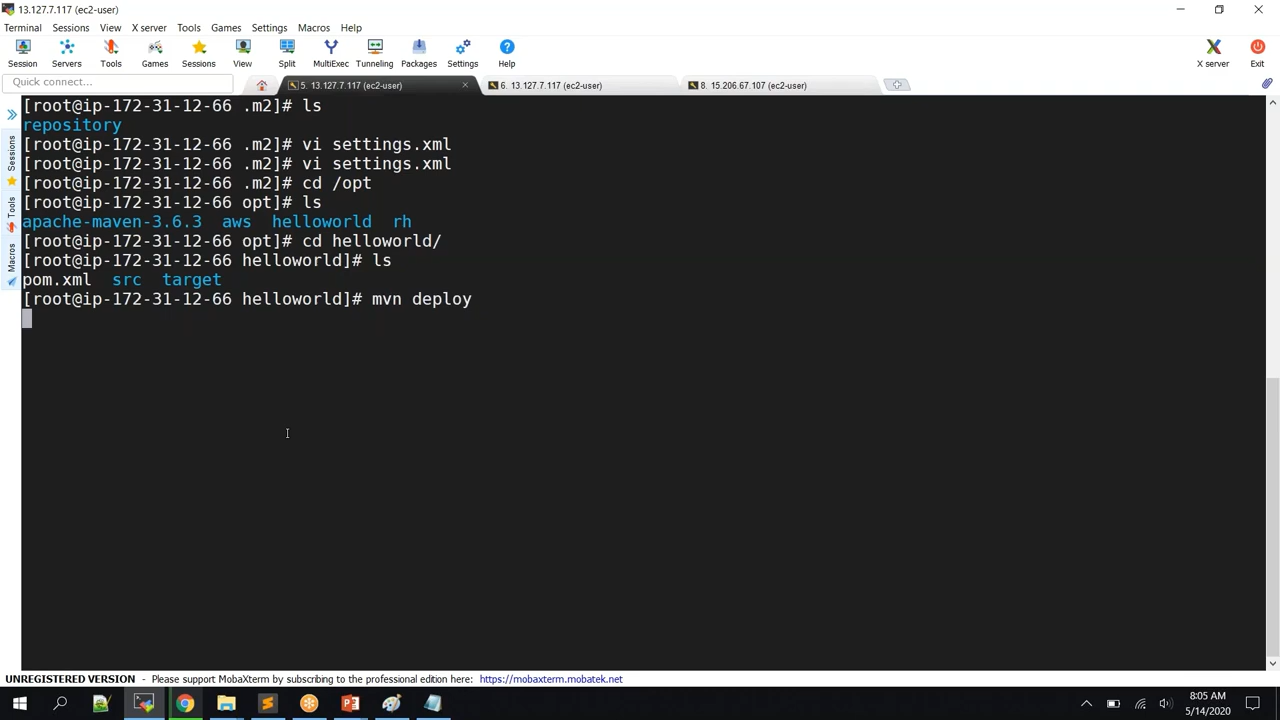 13.127.7.117 (ec2-user)
Terminal Sessions View X server Tools Games Settings Macros Help
Session Servers Tools Games Sessions View Split MultiExec Tunneling Packages Settings Help X server Exit
Quick connect...
5. 13.127.7.117 (ec2-user)
6. 13.127.7.117 (ec2-user)
8. 15.206.67.107 (ec2-user)
Sessions
Tools
Macros
[root@ip-172-31-12-66 .m2]# ls
repository
[root@ip-172-31-12-66 .m2]# vi settings.xml
[root@ip-172-31-12-66 .m2]# vi settings.xml
[root@ip-172-31-12-66 .m2]# cd /opt
[root@ip-172-31-12-66 opt]# ls
apache-maven-3.6.3 aws helloworld rh
[root@ip-172-31-12-66 opt]# cd helloworld/
[root@ip-172-31-12-66 helloworld]# ls
pom.xml src target
[root@ip-172-31-12-66 helloworld]# mvn deploy
UNREGISTERED VERSION - Please support MobaXterm by subscribing to the professional edition here: https://mobaxterm.mobatek.net
8:05 AM
5/14/2020